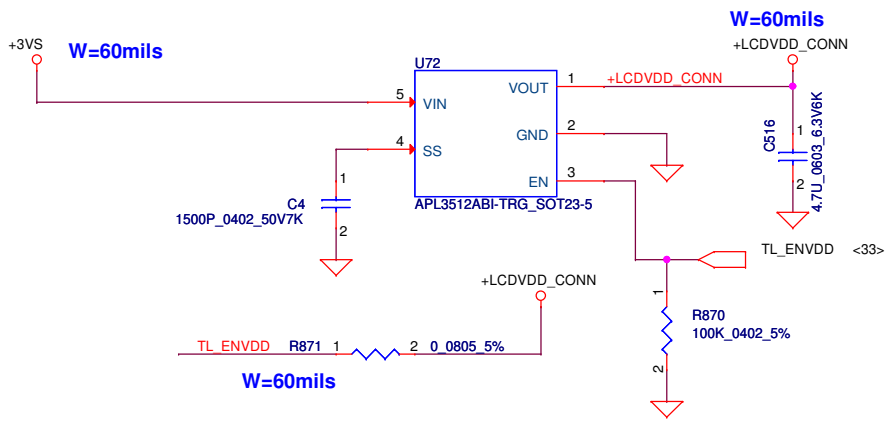 W=60mils
+3VS
W=60mils
+LCDVDD_CONN
U72
5
VIN
VOUT
1
+LCDVDD_CONN
4
SS
GND
2
EN
3
APL3512ABI-TRG_SOT23-5
1
C4
1500P_0402_50V7K
2
1
C516
4.7U_0603_6.3V6K
2
TL_ENVDD <33>
+LCDVDD_CONN
1
R870
100K_0402_5%
2
TL_ENVDD R871 1 2 0_0805_5%
W=60mils